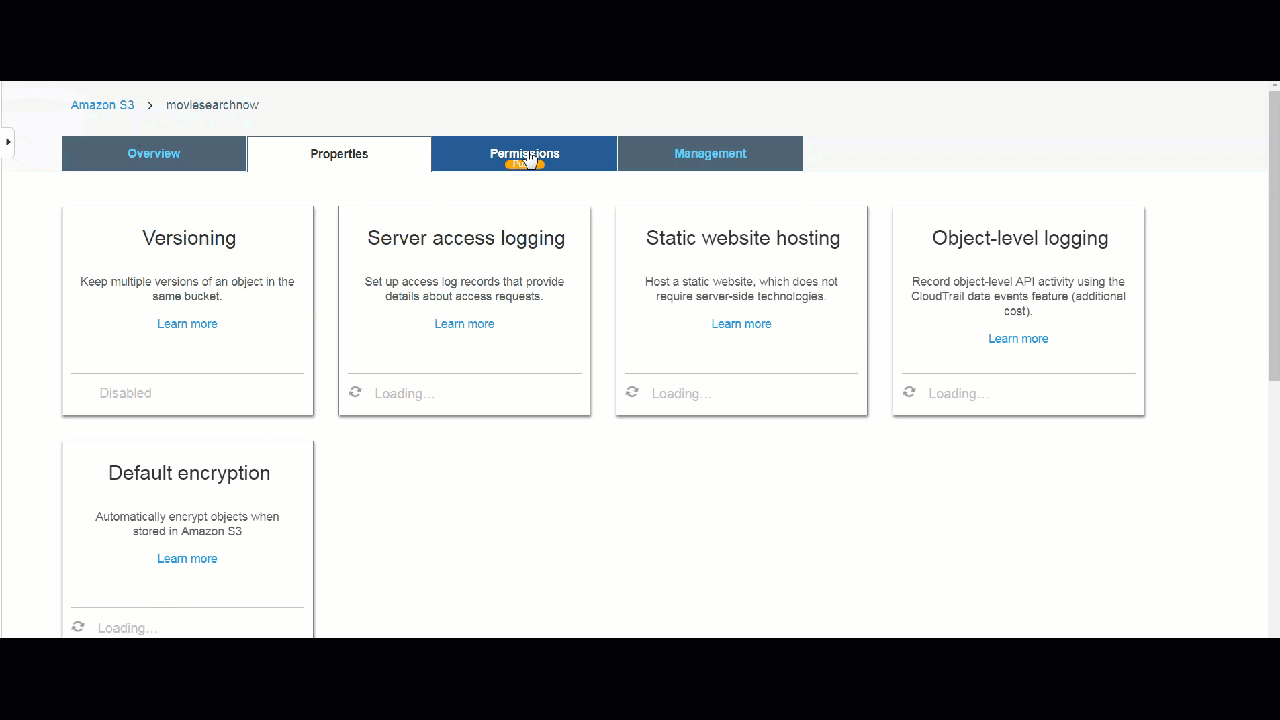 Amazon S3 > moviesearchnow
Overview
Properties
Permissions
Management
Versioning
Keep multiple versions of an object in the
same bucket.
Learn more
Disabled
Server access logging
Set up access log records that provide
details about access requests.
Learn more
Loading...
Static website hosting
Host a static website, which does not
require server-side technologies.
Learn more
Loading...
Object-level logging
Record object-level API activity using the
CloudTrail data events feature (additional
cost).
Learn more
Loading...
Default encryption
Automatically encrypt objects when
stored in Amazon S3
Learn more
Loading...